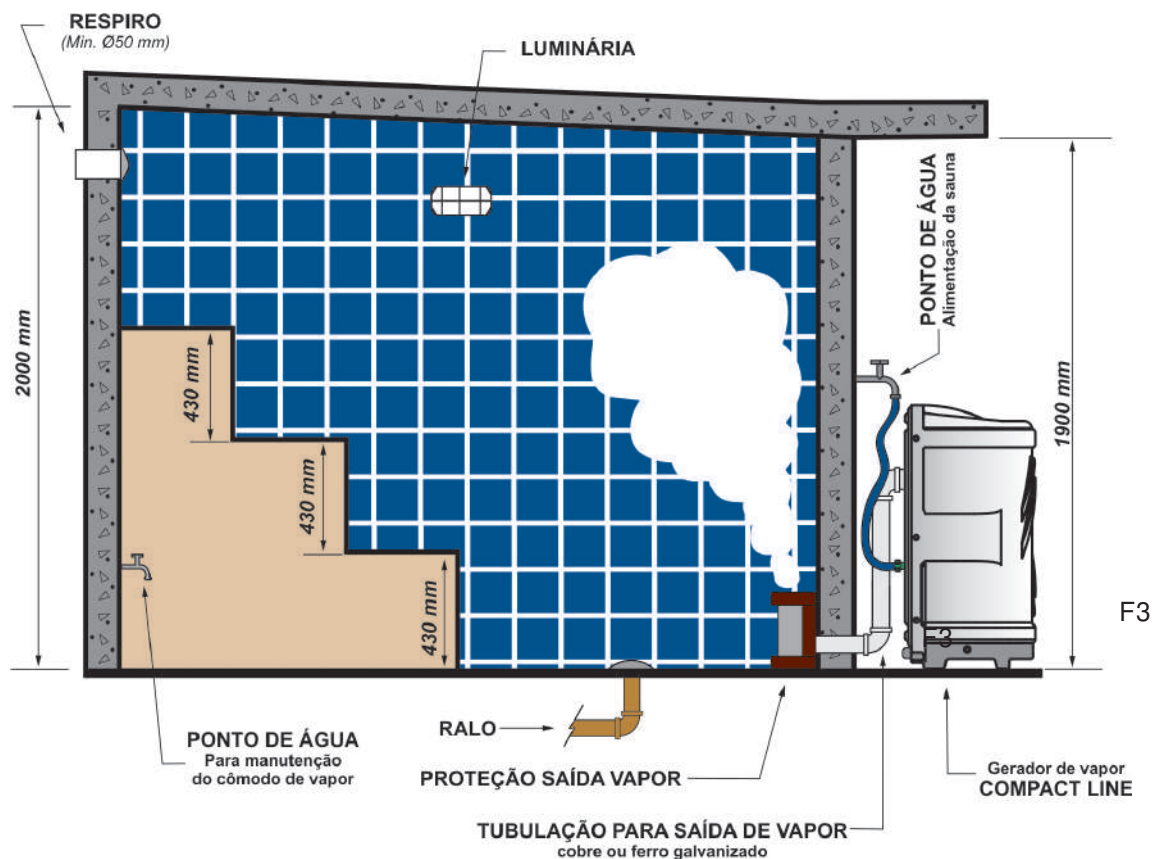 RESPIRO
(Min. Ø50 mm)
LUMINÁRIA
PONTO DE ÁGUA
Alimentação da sauna
2000 mm
1900 mm
430 mm
430 mm
430 mm
F3
F3
RALO
PONTO DE ÁGUA
Para manutenção
do cômodo de vapor
PROTEÇÃO SAÍDA VAPOR
Gerador de vapor
COMPACT LINE
TUBULAÇÃO PARA SAÍDA DE VAPOR
cobre ou ferro galvanizado